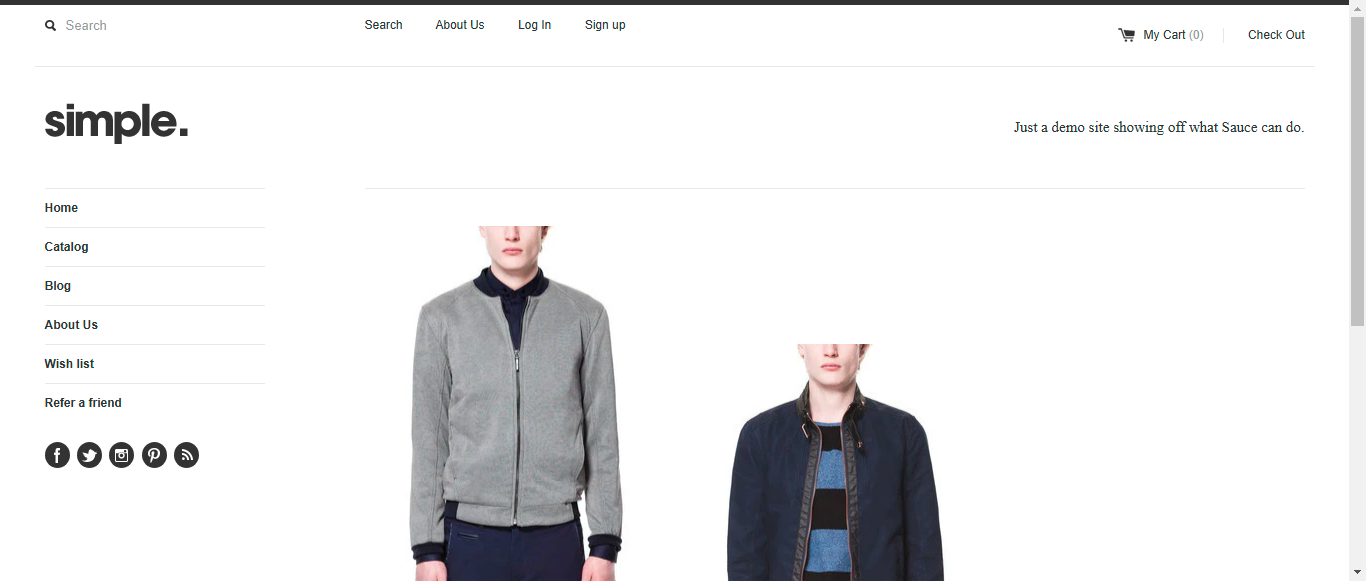 Search
Search About Us Log In Sign up
My Cart (0) Check Out
simple.
Just a demo site showing off what Sauce can do.
Home
Catalog
Blog
About Us
Wish list
Refer a friend